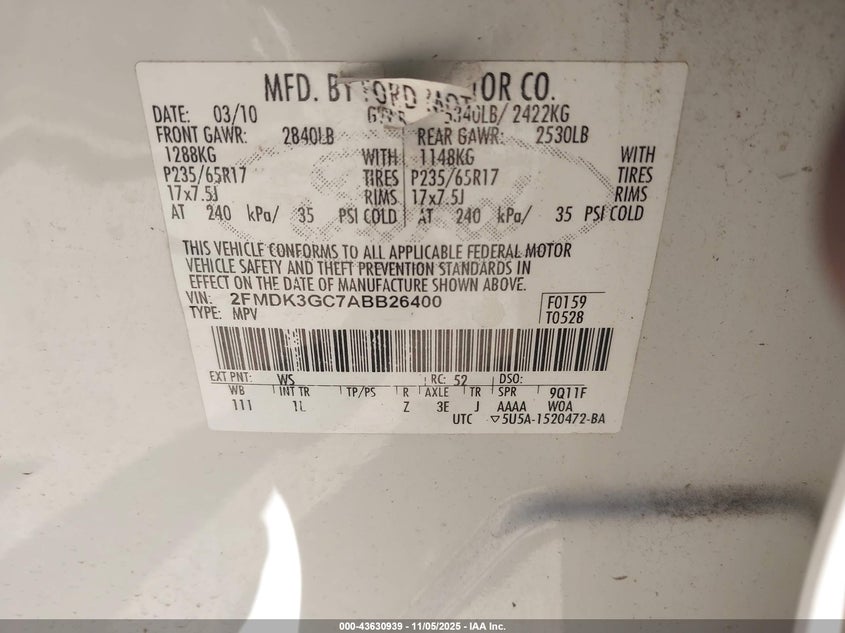 MFD. BY FORD MOTOR CO.
DATE: 03/10 GVWR 5340LB/ 2422KG
FRONT GAWR: 2840LB REAR GAWR: 2530LB
1288KG WITH 1148KG WITH
P235/65R17 TIRES P235/65R17 TIRES
17x7.5J RIMS 17x7.5J RIMS
AT 240 kPa/ 35 PSI COLD AT 240 kPa/ 35 PSI COLD
THIS VEHICLE CONFORMS TO ALL APPLICABLE FEDERAL MOTOR
VEHICLE SAFETY AND THEFT PREVENTION STANDARDS IN
EFFECT ON THE DATE OF MANUFACTURE SHOWN ABOVE.
VIN: 2FMDK3GC7ABB26400 F0159
TYPE: MPV T0528
EXT PNT: WS RC: 52 DSO:
WB INT TR TP/PS R AXLE TR SPR 9Q11F
111 1L Z 3E J AAAA W0A
UTC ▽5U5A-1520472-BA
000-43630939 - 11/05/2025 - IAA Inc.